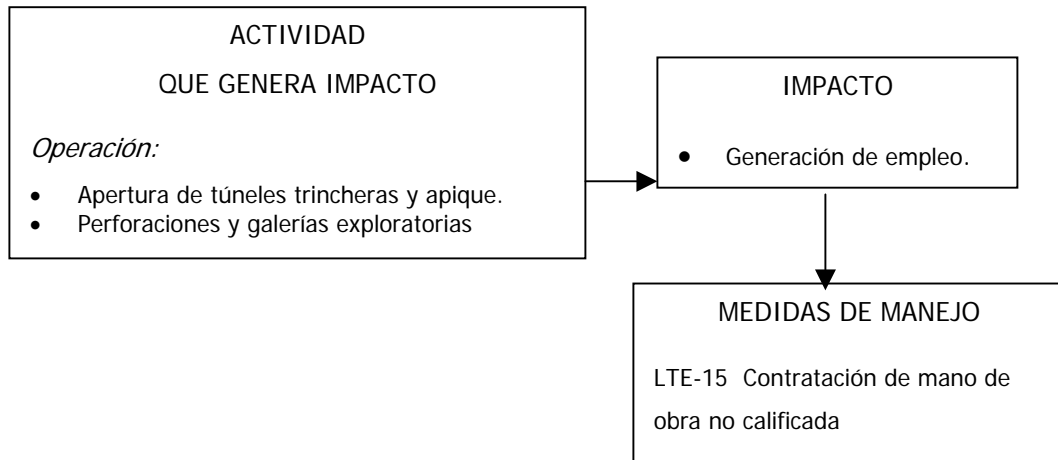 ACTIVIDAD
QUE GENERA IMPACTO
Operación:
• Apertura de túneles trincheras y apique.
• Perforaciones y galerías exploratorias
IMPACTO
• Generación de empleo.
MEDIDAS DE MANEJO
LTE-15 Contratación de mano de
obra no calificada